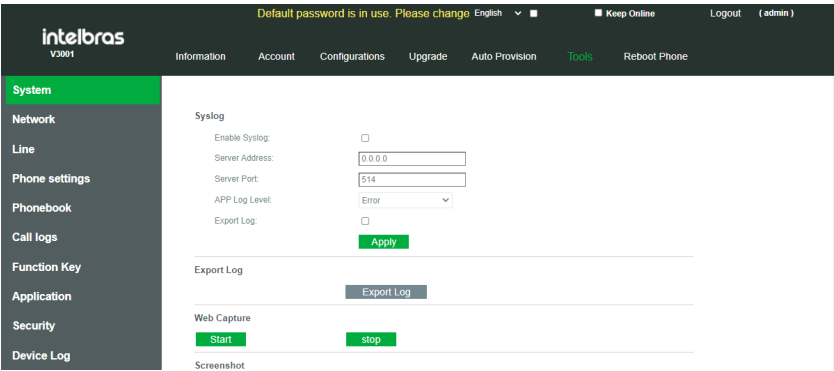 Default password is in use. Please change English Keep Online Logout ( admin )
intelbras
V3001
Information Account Configurations Upgrade Auto Provision Tools Reboot Phone
System
Network
Line
Phone settings
Phonebook
Call logs
Function Key
Application
Security
Device Log
Syslog
Enable Syslog:
Server Address: 0.0.0.0
Server Port: 514
APP Log Level: Error
Export Log:
Apply
Export Log
Export Log
Web Capture
Start stop
Screenshot